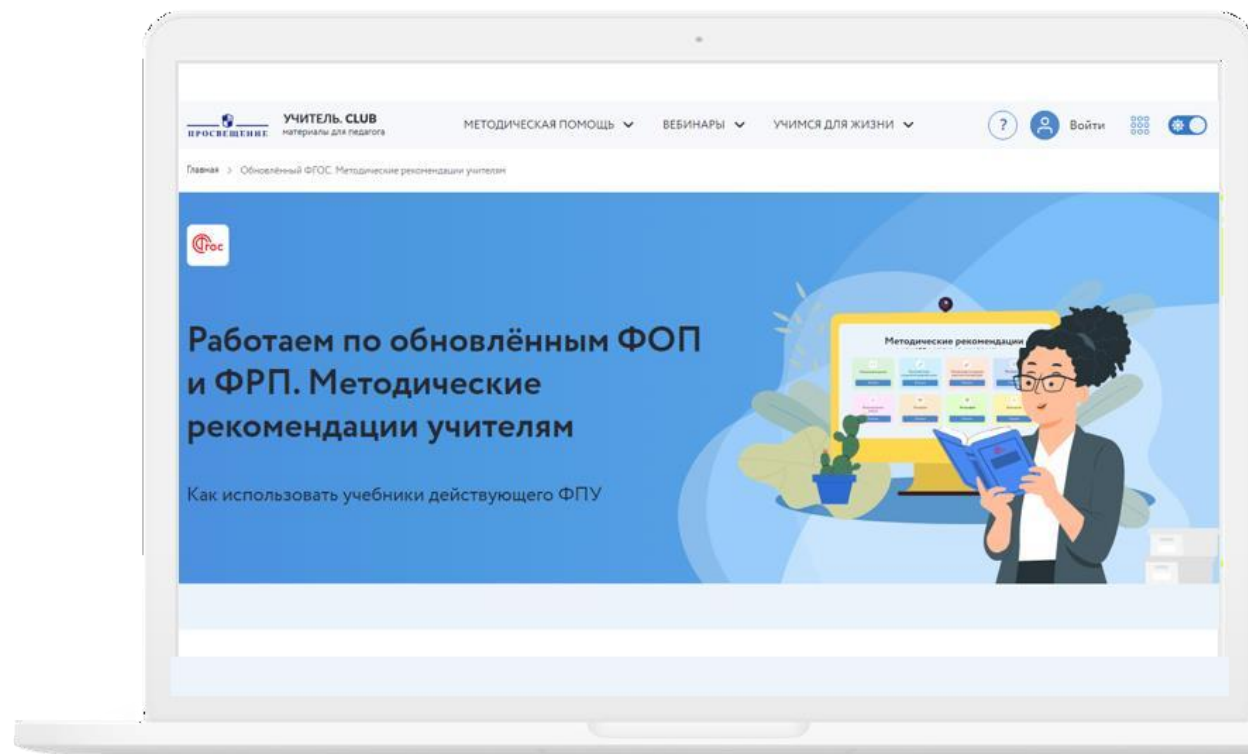 ПРОСВЕЩЕНИЕ
УЧИТЕЛЬ. CLUB
материалы для педагога
МЕТОДИЧЕСКАЯ ПОМОЩЬ
ВЕБИНАРЫ
УЧИМСЯ ДЛЯ ЖИЗНИ
?
Войти
Главная > Обновлённый ФГОС. Методические рекомендации учителям
ФГОС
Работаем по обновлённым ФОП
и ФРП. Методические
рекомендации учителям
Как использовать учебники действующего ФПУ
Методические рекомендации